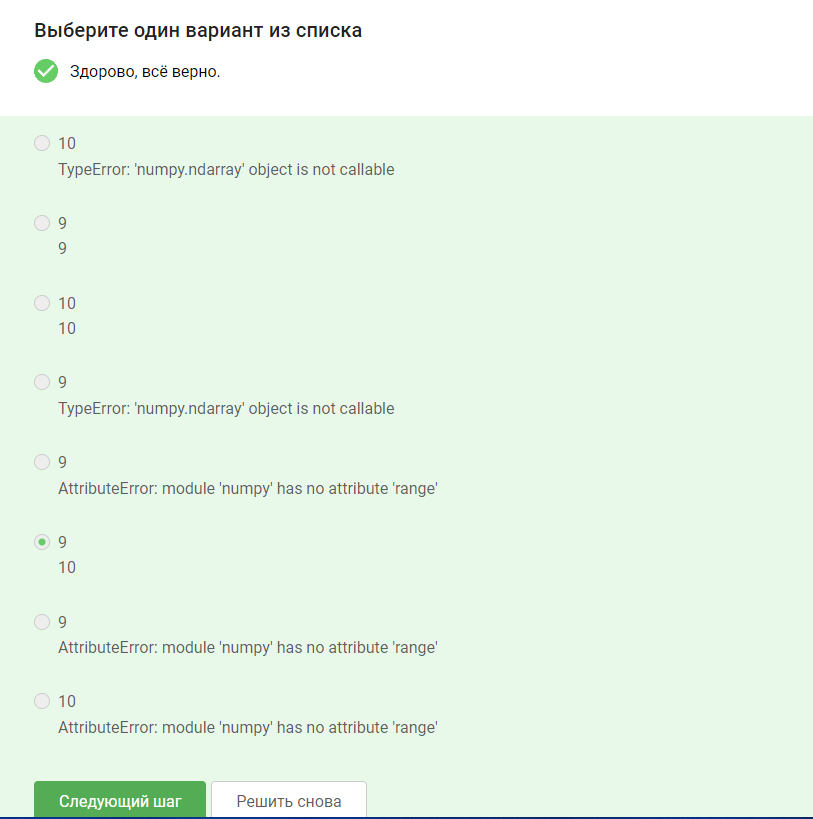 Выберите один вариант из списка
Здорово, всё верно.
10
TypeError: 'numpy.ndarray' object is not callable
9
9
10
10
9
TypeError: 'numpy.ndarray' object is not callable
9
AttributeError: module 'numpy' has no attribute 'range'
9
10
9
AttributeError: module 'numpy' has no attribute 'range'
10
AttributeError: module 'numpy' has no attribute 'range'
Следующий шаг Решить снова